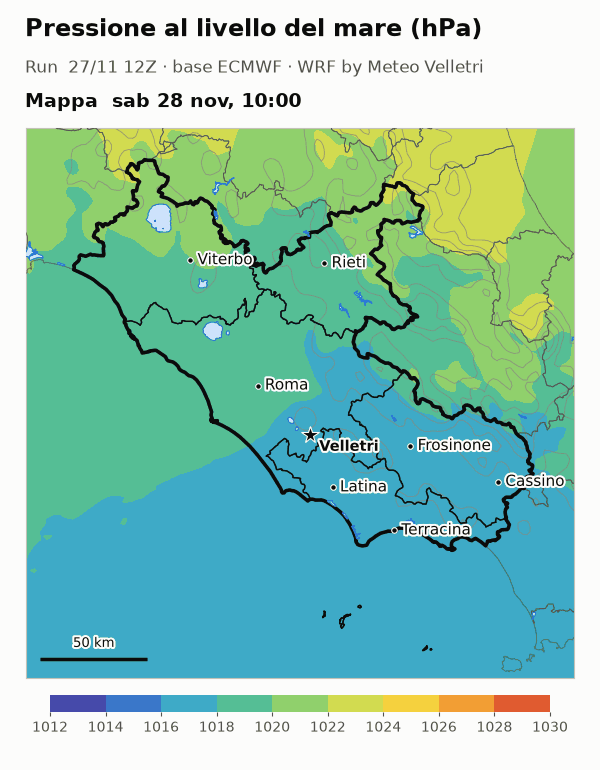 Pressione al livello del mare (hPa)
Run  27/11 12Z · base ECMWF · WRF by Meteo Velletri
Mappa  sab 28 nov, 10:00
Viterbo
Rieti
Roma
Velletri
Frosinone
Cassino
Latina
Terracina
50 km
1012 1014 1016 1018 1020 1022 1024 1026 1028 1030